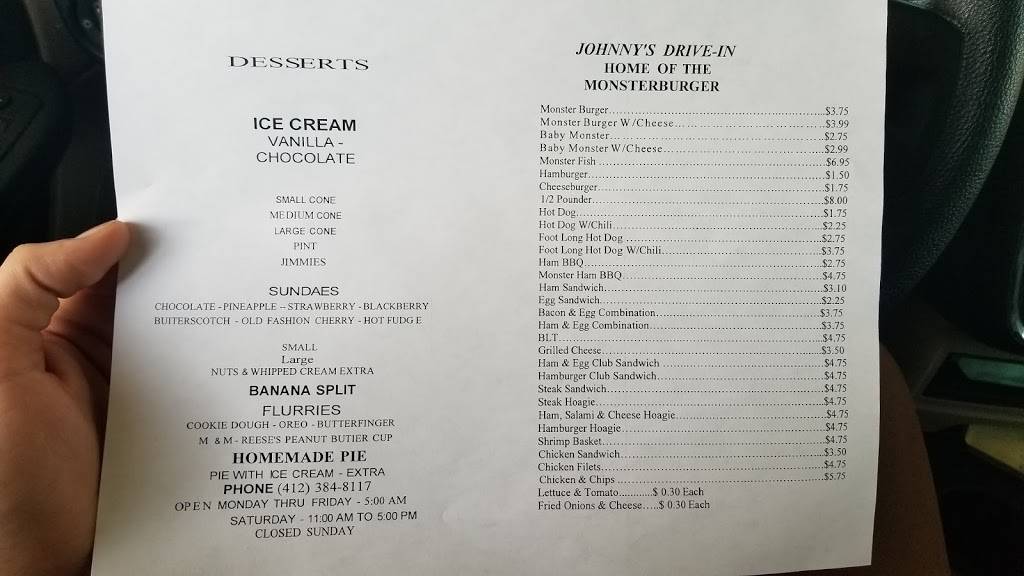 DESSERTS
ICE CREAM
VANILLA -
CHOCOLATE
SMALL CONE
MEDIUM CONE
LARGE CONE
PINT
JIMMIES
SUNDAES
CHOCOLATE - PINEAPPLE -- STRAWBERRY - BLACKBERRY
BUITERSCOTCH - OLD FASHION CHERRY - HOT FUDG E
SMALL
Large
NUTS & WHIPPED CREAM EXTRA
BANANA SPLIT
FLURRIES
COOKIE DOUGH - OREO - BUTTERFINGER
M & M - REESE'S PEANUT BUTIER CUP
HOMEMADE PIE
PIE WITH ICE CREAM - EXTRA
PHONE (412) 384-8117
OPEN MONDAY THRU FRIDAY - 5:00 AM
SATURDAY - 11:00 AM TO 5:00 PM
CLOSED SUNDAY
JOHNNY'S DRIVE-IN
HOME OF THE
MONSTERBURGER
Monster Burger...............$3.75
Monster Burger W/Cheese...............$3.99
Baby Monster...............$2.75
Baby Monster W/Cheese...............$2.99
Monster Fish...............$6.95
Hamburger...............$1.50
Cheeseburger...............$1.75
1/2 Pounder...............$8.00
Hot Dog...............$1.75
Hot Dog W/Chili...............$2.25
Foot Long Hot Dog...............$2.75
Foot Long Hot Dog W/Chili...............$3.75
Ham BBQ...............$2.75
Monster Ham BBQ...............$4.75
Ham Sandwich...............$3.10
Egg Sandwich...............$2.25
Bacon & Egg Combination...............$3.75
Ham & Egg Combination...............$3.75
BLT...............$4.75
Grilled Cheese...............$3.50
Ham & Egg Club Sandwich...............$4.75
Hamburger Club Sandwich...............$4.75
Steak Sandwich...............$4.75
Steak Hoagie...............$4.75
Ham, Salami & Cheese Hoagie...............$4.75
Hamburger Hoagie...............$4.75
Shrimp Basket...............$4.75
Chicken Sandwich...............$3.50
Chicken Filets...............$4.75
Chicken & Chips...............$5.75
Lettuce & Tomato............$ 0.30 Each
Fried Onions & Cheese.....$ 0.30 Each